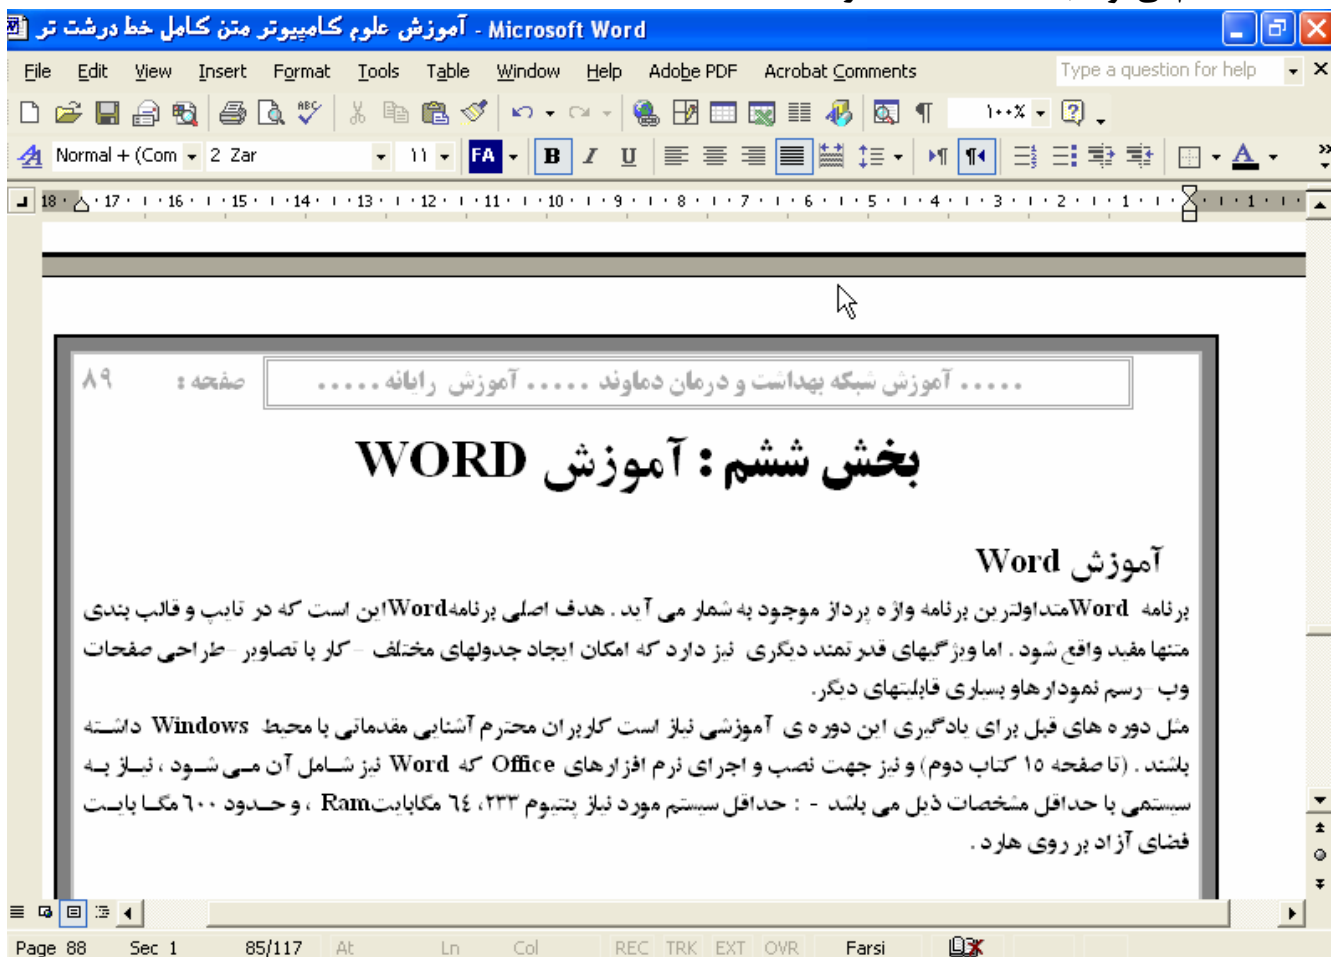 آموزش علوم کامپیوتر متن کامل خط درشت تر - Microsoft Word
File Edit View Insert Format Tools Table Window Help Adobe PDF Acrobat Comments Type a question for help
۱۰۰%
Normal + (Com 2 Zar ۱۱ FA B I U A
18 17 16 15 14 13 12 11 10 9 8 7 6 5 4 3 2 1 1
..... آموزش شبکه بهداشت و درمان دماوند ..... آموزش رایانه ..... صفحه : ۸۹
بخش ششم : آموزش WORD
آموزش Word
برنامه Wordمتداولترین برنامه واژه پرداز موجود به شمار می آید . هدف اصلی برنامهWordاین است که در تایپ و قالب بندی
متنها مفید واقع شود . اما ویژگیهای قدرتمند دیگری نیز دارد که امکان ایجاد جدولهای مختلف – کار با تصاویر –طراحی صفحات
وب –رسم نمودارهاو بسیاری قابلیتهای دیگر.
مثل دوره های قبل برای یادگیری این دوره ی آموزشی نیاز است کاربران محترم آشنایی مقدماتی با محیط Windows داشته
باشند . (تا صفحه ۱۵ کتاب دوم) و نیز جهت نصب و اجرای نرم افزارهای Office که Word نیز شامل آن می شود ، نیاز به
سیستمی با حداقل مشخصات ذیل می باشد - : حداقل سیستم مورد نیاز پنتیوم ۲۳۳، ٦٤ مگابایتRam ، و حدود ٦۰۰ مگا بایت
فضای آزاد بر روی هارد .
Page 88 Sec 1 85/117 At Ln Col REC TRK EXT OVR Farsi